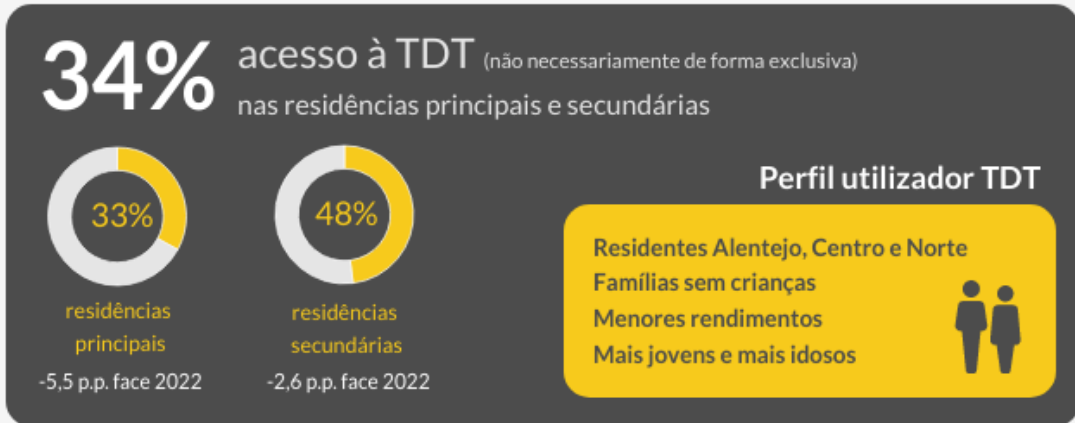 34% acesso à TDT (não necessariamente de forma exclusiva)
nas residências principais e secundárias
33%
residências
principais
-5,5 p.p. face 2022
48%
residências
secundárias
-2,6 p.p. face 2022
Perfil utilizador TDT
Residentes Alentejo, Centro e Norte
Famílias sem crianças
Menores rendimentos
Mais jovens e mais idosos